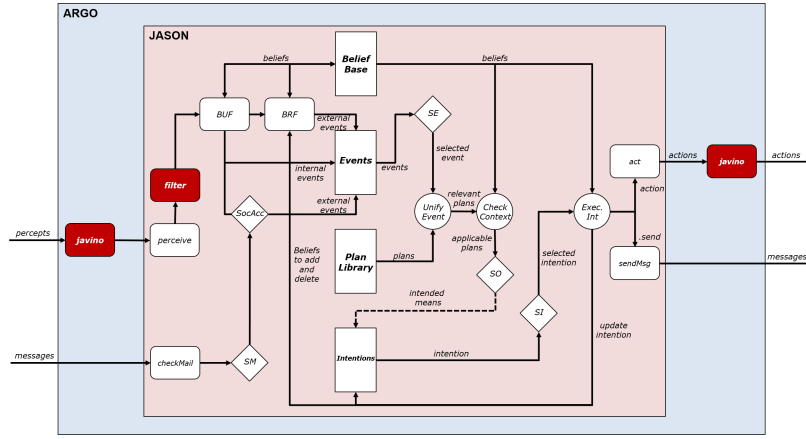 ARGO
JASON
beliefs
Belief
Base
beliefs
BUF
BRF
external
events
SE
selected
event
internal
events
Events
events
act
actions
javino
actions
filter
action
SocAcc
external
events
relevant
plans
Unify
Event
Check
Context
Exec.
Int
percepts
javino
perceive
Beliefs
to add
and
delete
Plan
Library
plans
applicable
plans
selected
intention
.send
sendMsg
messages
SO
intended
means
SI
update
intention
messages
checkMail
SM
Intentions
intention